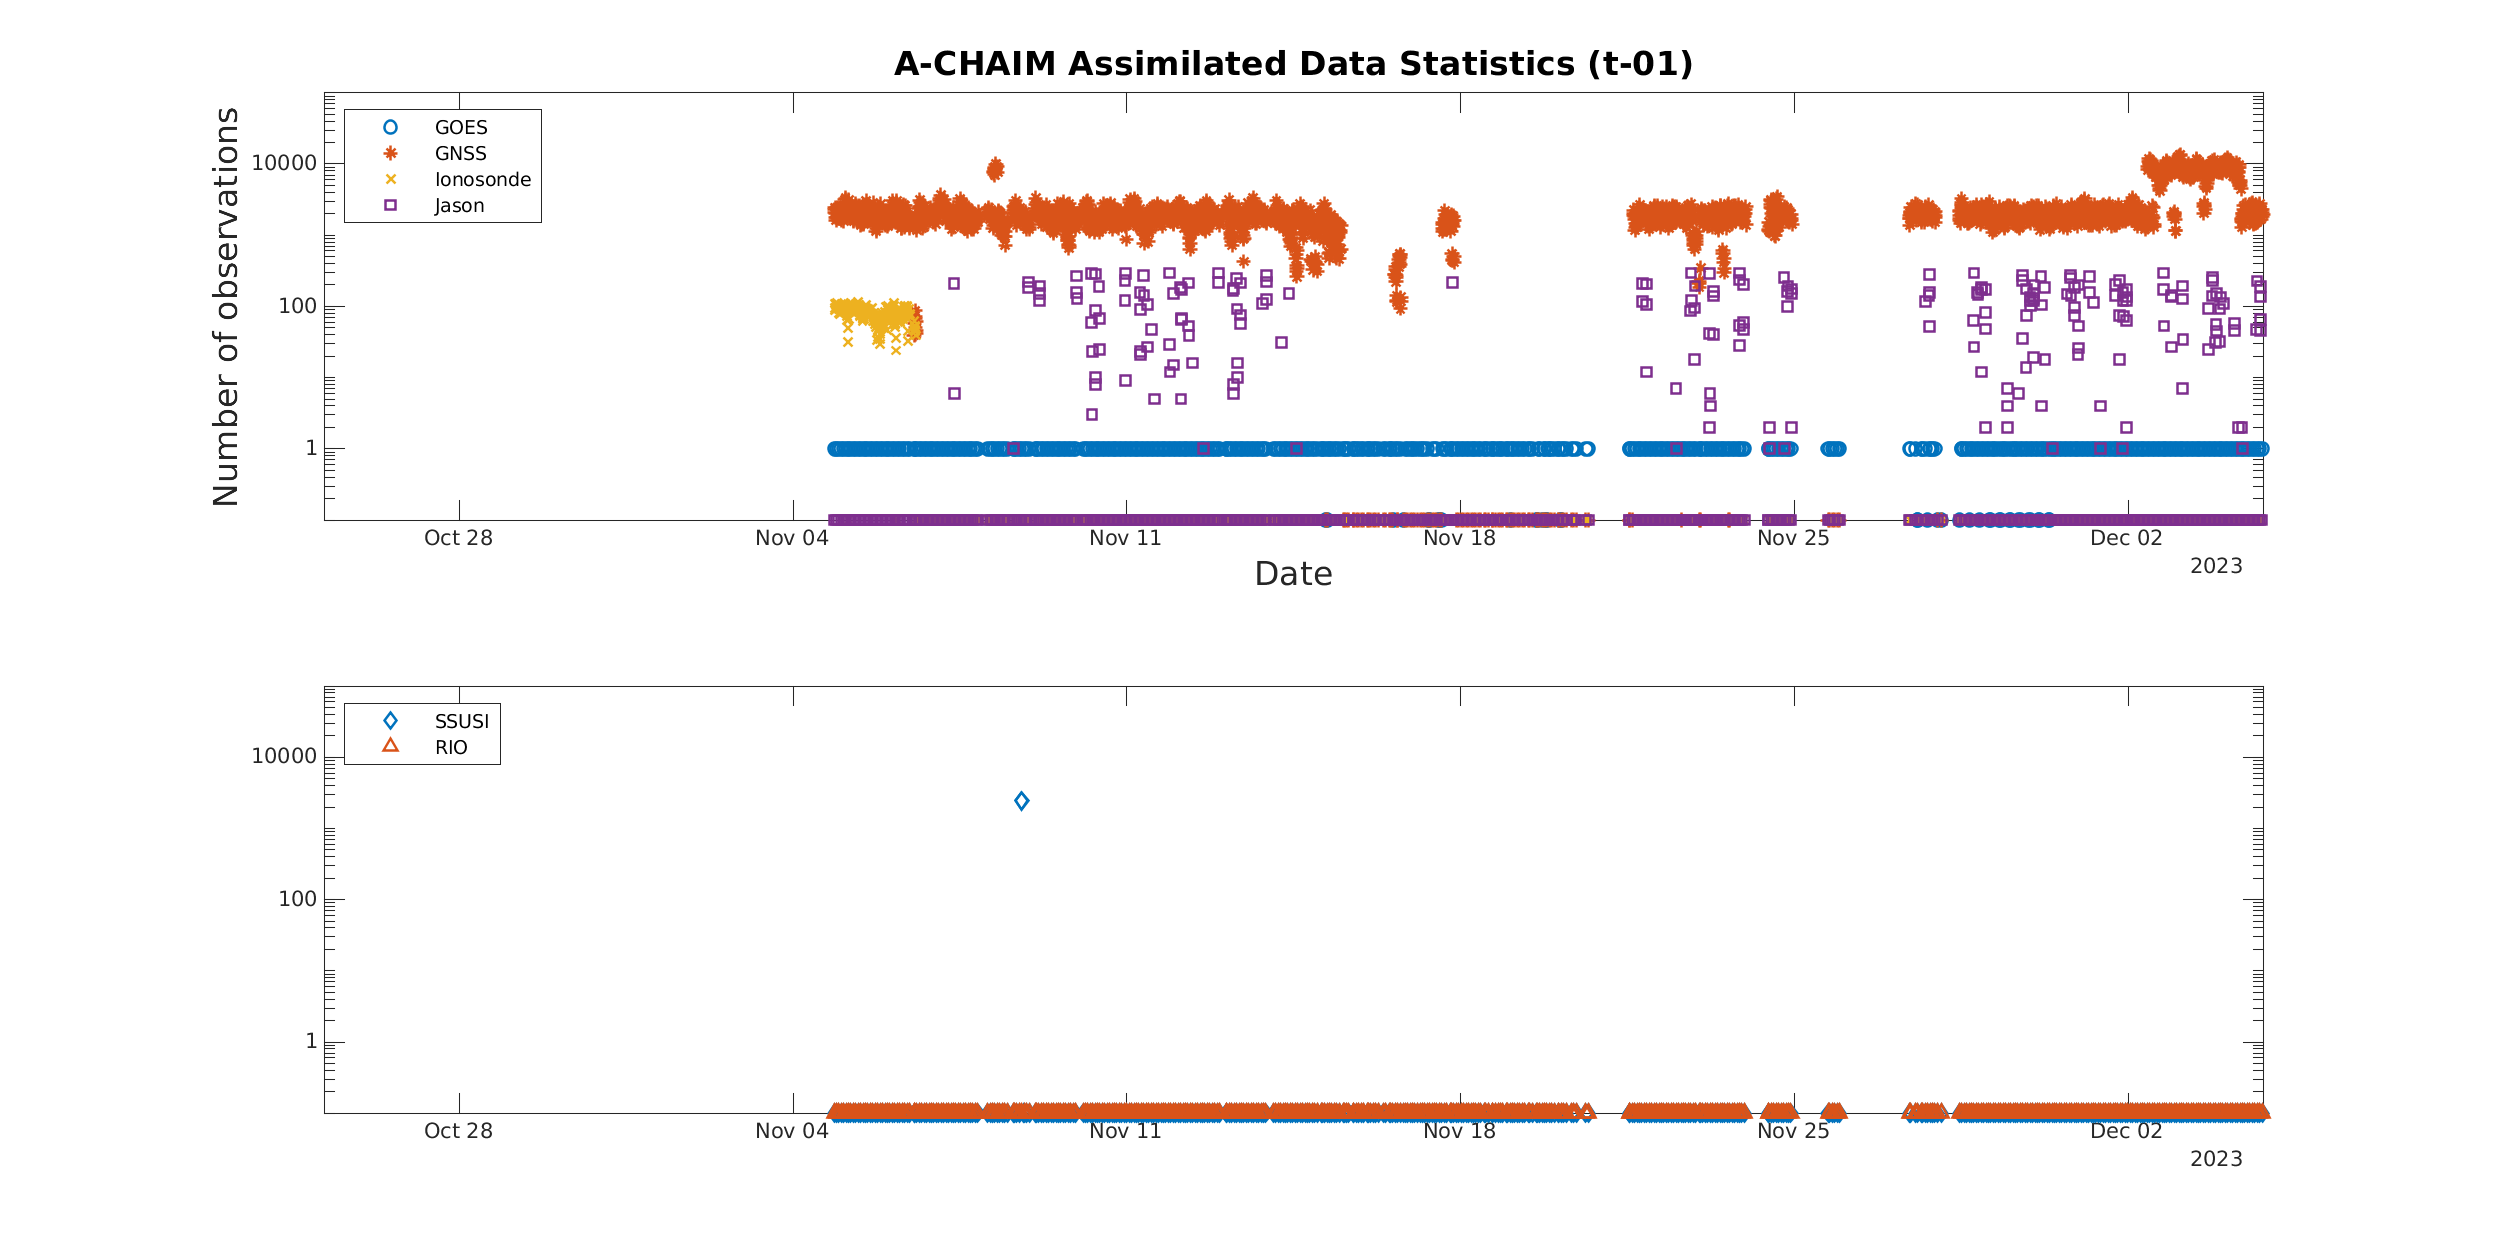 A-CHAIM Assimilated Data Statistics (t-01)
GOES
GNSS
Ionosonde
Jason
Number of observations
10000
100
1
Oct 28
Nov 04
Nov 11
Nov 18
Nov 25
Dec 02
2023
Date
SSUSI
RIO
10000
100
1
Oct 28
Nov 04
Nov 11
Nov 18
Nov 25
Dec 02
2023